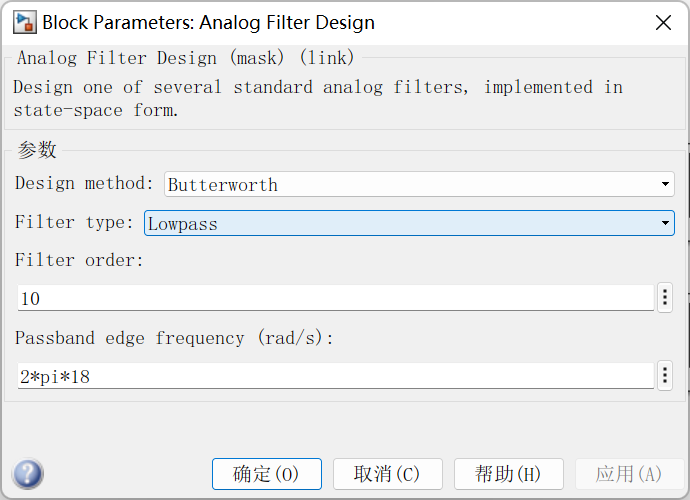 Block Parameters: Analog Filter Design
Analog Filter Design (mask) (link)
Design one of several standard analog filters, implemented in
state-space form.
参数
Design method: Butterworth
Filter type: Lowpass
Filter order:
10
Passband edge frequency (rad/s):
2*pi*18
? 确定(O) 取消(C) 帮助(H) 应用(A)